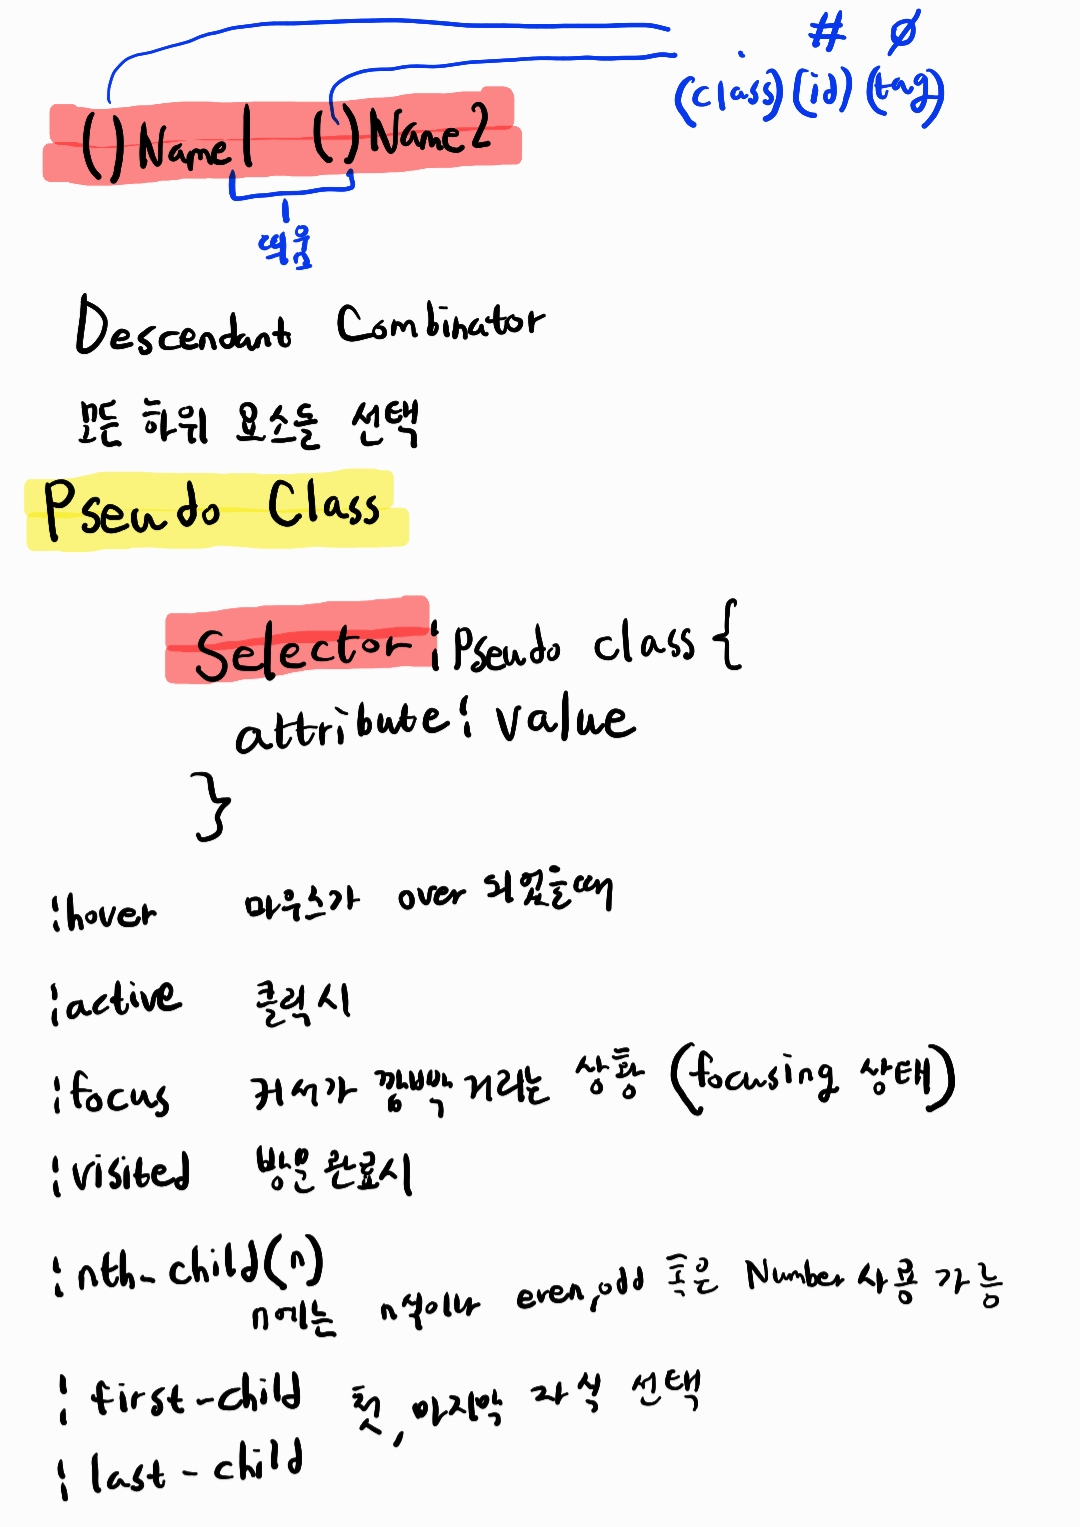 . # ∅
(class) (id) (tag)
( ) Name1 ( ) Name2
띄움
Descendant Combinator
모든 하위 요소들 선택
Pseudo Class
Selector:Pseudo class {
attribute: value
}
:hover 마우스가 over 되었을때
:active 클릭시
:focus 커서가 깜빡거리는 상황 (focusing 상태)
:visited 방문완료시
:nth-child(n)
n에는 n식이나 even,odd 혹은 Number 사용 가능
:first-child 첫, 마지막 자식 선택
:last-child